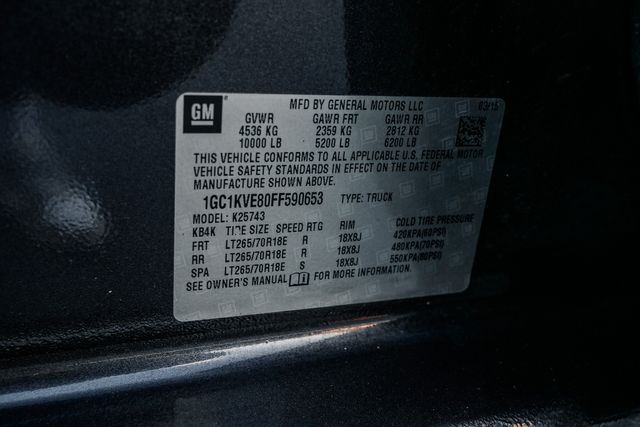 GM
MFD BY GENERAL MOTORS LLC 03/15
GVWR GAWR FRT GAWR RR
4536 KG 2359 KG 2812 KG
10000 LB 5200 LB 6200 LB
THIS VEHICLE CONFORMS TO ALL APPLICABLE U.S. FEDERAL MOTOR
VEHICLE SAFETY STANDARDS IN EFFECT ON THE DATE OF
MANUFACTURE SHOWN ABOVE.
1GC1KVE80FF590653 TYPE: TRUCK
MODEL: K25743
KB4K TIRE SIZE SPEED RTG RIM COLD TIRE PRESSURE
FRT LT265/70R18E R 18X8J 420KPA(60PSI)
RR LT265/70R18E R 18X8J 480KPA(70PSI)
SPA LT265/70R18E S 18X8J 550KPA(80PSI)
SEE OWNER'S MANUAL i FOR MORE INFORMATION.